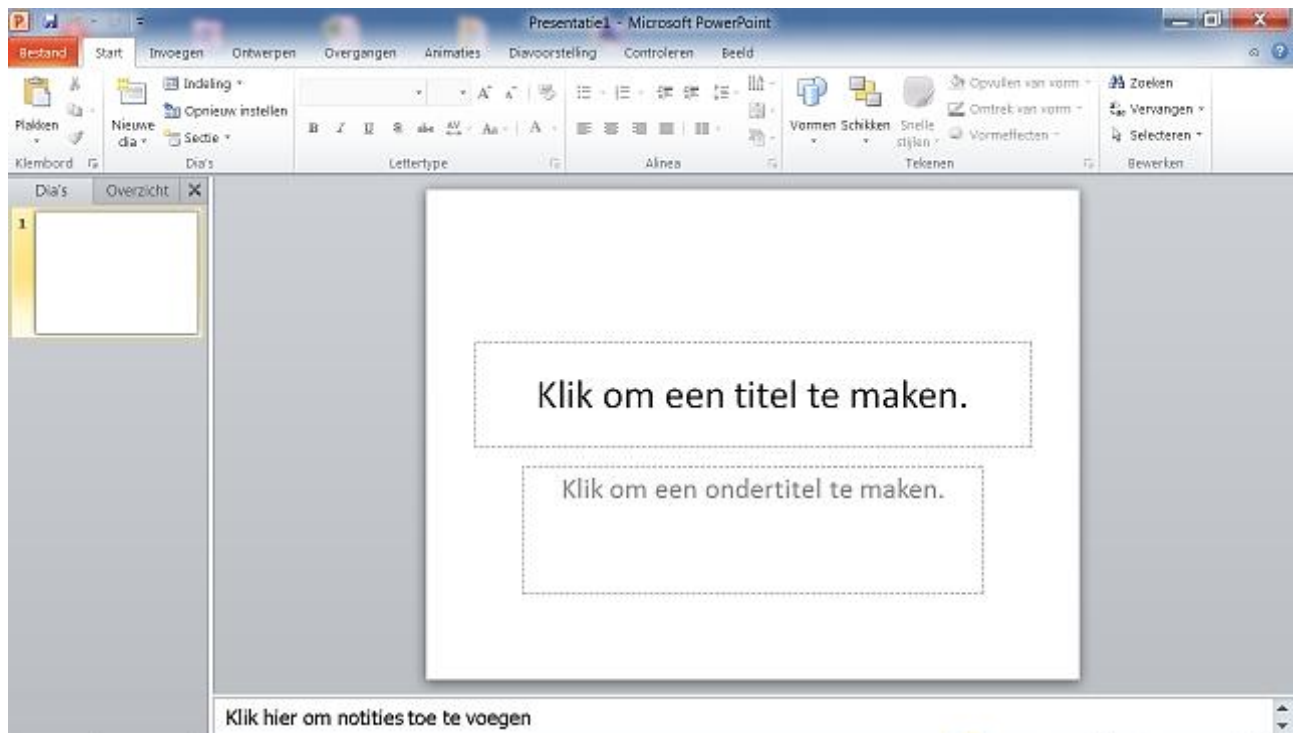 Presentatie1 - Microsoft PowerPoint
Bestand Start Invoegen Ontwerpen Overgangen Animaties Diavoorstelling Controleren Beeld
Plakken
Klembord
Nieuwe dia
Indeling
Opnieuw instellen
Sectie
Dia's
B I U S abc AV Aa A
Lettertype
Alinea
Vormen Schikken Snelle stijlen
Opvullen van vorm
Omtrek van vorm
Vormeffecten
Tekenen
Zoeken
Vervangen
Selecteren
Bewerken
Dia's Overzicht
1
Klik om een titel te maken.
Klik om een ondertitel te maken.
Klik hier om notities toe te voegen